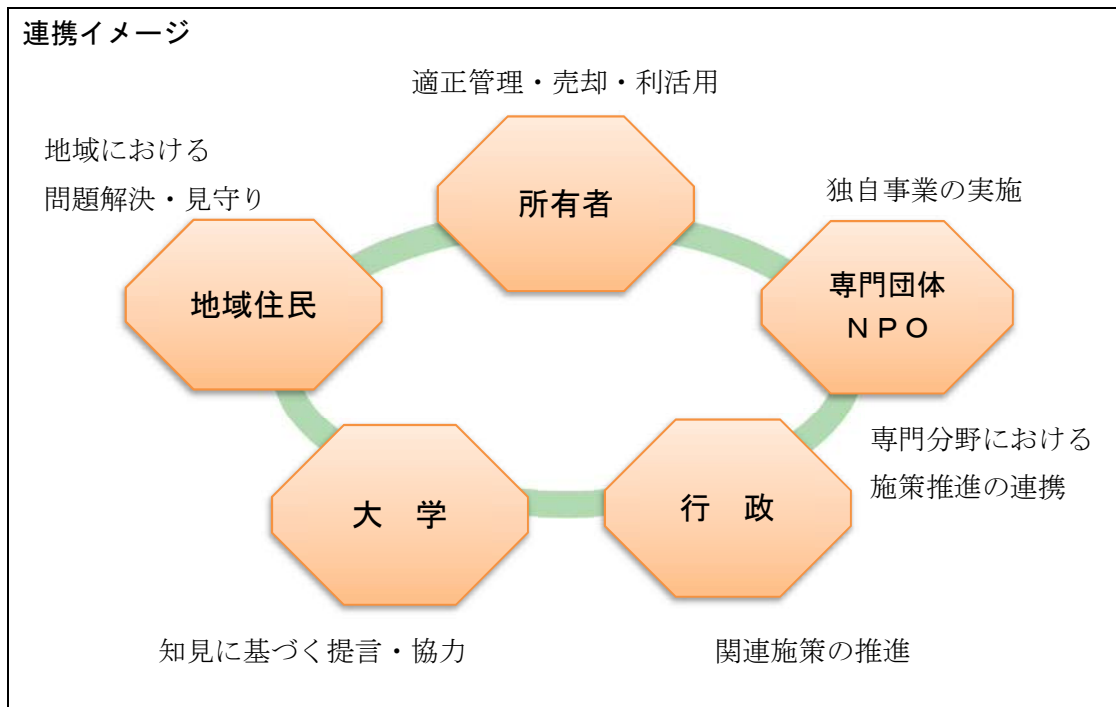 連携イメージ
適正管理・売却・利活用
所有者
地域における
問題解決・見守り
地域住民
独自事業の実施
専門団体
ＮＰＯ
専門分野における
施策推進の連携
大　学
知見に基づく提言・協力
行　政
関連施策の推進